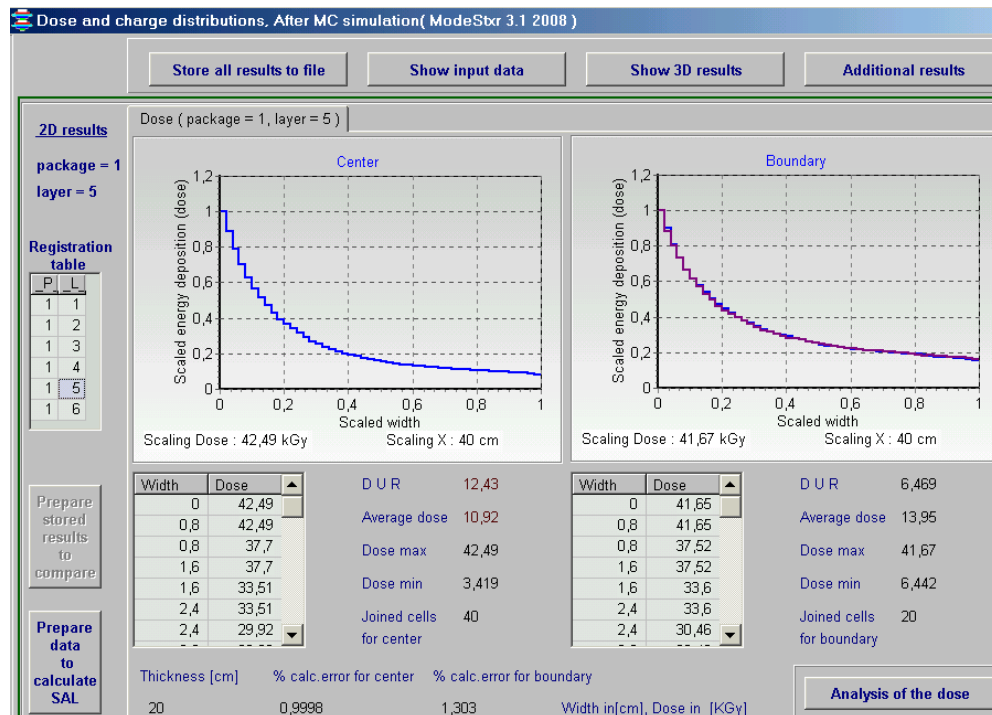 Dose and charge distributions, After MC simulation( ModeStxr 3.1 2008 )
Store all results to file
Show input data
Show 3D results
Additional results
2D results
package = 1
layer = 5
Registration
table
_P_ _L_
1 1
1 2
1 3
1 4
1 5
1 6
Prepare
stored
results
to
compare
Prepare
data
to
calculate
SAL
Dose ( package = 1, layer = 5 )
Center
Scaled energy deposition (dose)
1,2
1
0,8
0,6
0,4
0,2
0
0 0,2 0,4 0,6 0,8 1
Scaled width
Scaling Dose : 42,49 kGy Scaling X : 40 cm
Boundary
Scaled energy deposition (dose)
1,2
1
0,8
0,6
0,4
0,2
0
0 0,2 0,4 0,6 0,8 1
Scaled width
Scaling Dose : 41,67 kGy Scaling X : 40 cm
Width Dose
0 42,49
0,8 42,49
0,8 37,7
1,6 37,7
1,6 33,51
2,4 33,51
2,4 29,92
D U R 12,43
Average dose 10,92
Dose max 42,49
Dose min 3,419
Joined cells 40
for center
Width Dose
0 41,65
0,8 41,65
0,8 37,52
1,6 37,52
1,6 33,6
2,4 33,6
2,4 30,46
D U R 6,469
Average dose 13,95
Dose max 41,67
Dose min 6,442
Joined cells 20
for boundary
Thickness [cm] % calc.error for center % calc.error for boundary
20 0,9998 1,303 Width in[cm], Dose in [KGy]
Analysis of the dose